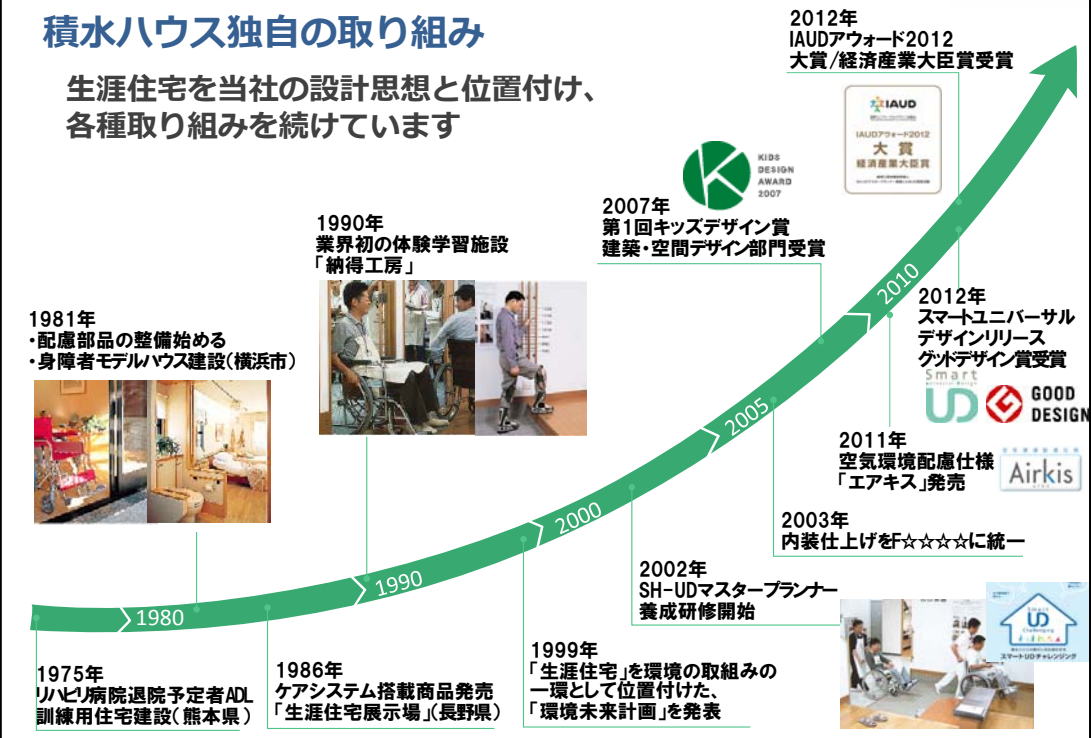 積水ハウス独自の取り組み
生涯住宅を当社の設計思想と位置付け、
各種取り組みを続けています
2012年
IAUDアウォード2012
大賞/経済産業大臣賞受賞
IAUD
IAUDアウォード2012
大賞
経済産業大臣賞
KIDS
DESIGN
AWARD
2007
2007年
第1回キッズデザイン賞
建築・空間デザイン部門受賞
1990年
業界初の体験学習施設
「納得工房」
1981年
・配慮部品の整備始める
・身障者モデルハウス建設(横浜市)
2012年
スマートユニバーサル
デザインリリース
グッドデザイン賞受賞
Smart
UD
GOOD
DESIGN
2011年
空気環境配慮仕様
「エアキス」発売
Airkis
2003年
内装仕上げをF☆☆☆☆に統一
2002年
SH-UDマスタープランナー
養成研修開始
1980
1990
2000
2005
2010
1975年
リハビリ病院退院予定者ADL
訓練用住宅建設(熊本県)
1986年
ケアシステム搭載商品発売
「生涯住宅展示場」(長野県)
1999年
「生涯住宅」を環境の取組みの
一環として位置付けた、
「環境未来計画」を発表
Smart
UD
Challenging
スマートUDチャレンジング